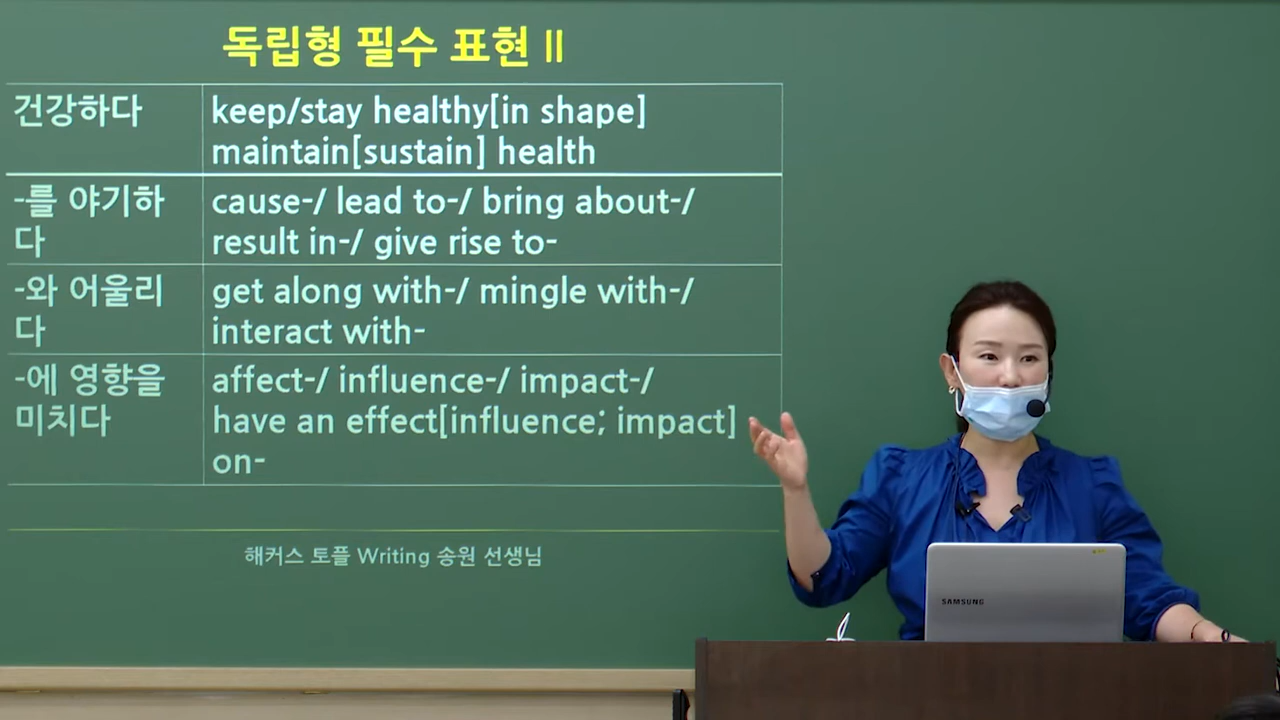 독립형 필수 표현 II
건강하다
keep/stay healthy[in shape]
maintain[sustain] health
-를 야기하
다
cause-/ lead to-/ bring about-/
result in-/ give rise to-
-와 어울리
다
get along with-/ mingle with-/
interact with-
-에 영향을
미치다
affect-/ influence-/ impact-/
have an effect[influence; impact]
on-
해커스 토플 Writing 송원 선생님
SAMSUNG